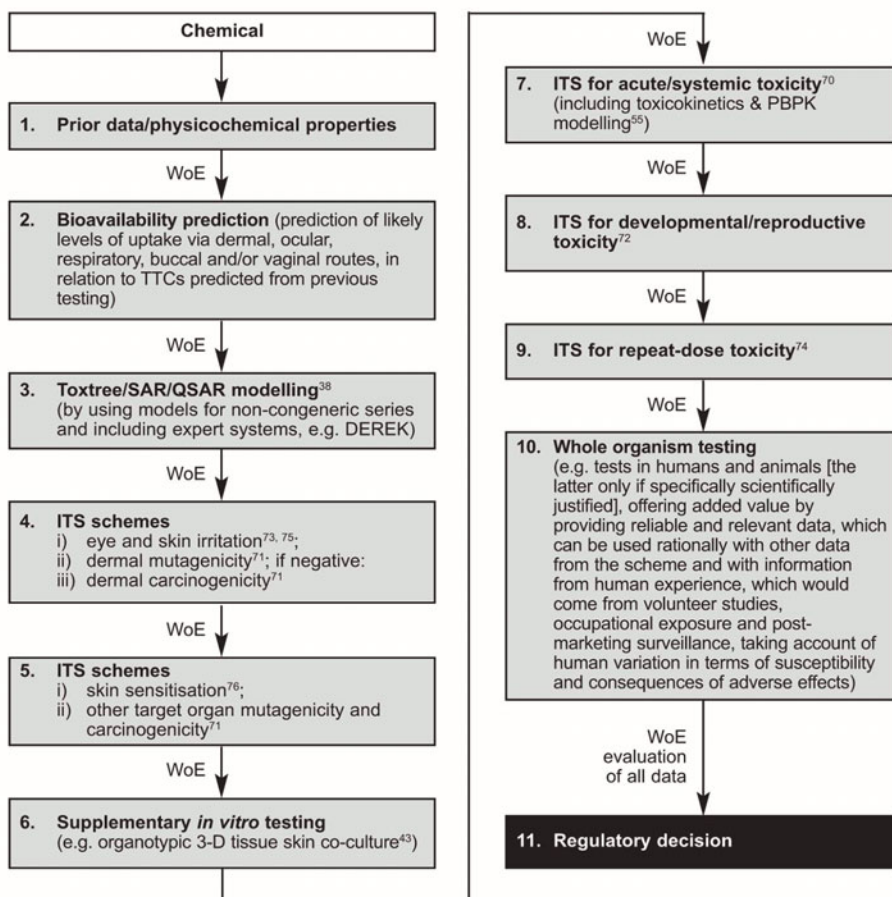 Chemical
1. Prior data/physicochemical properties
WoE
2. Bioavailability prediction (prediction of likely
levels of uptake via dermal, ocular,
respiratory, buccal and/or vaginal routes, in
relation to TTCs predicted from previous
testing)
WoE
3. Toxtree/SAR/QSAR modelling38
(by using models for non-congeneric series
and including expert systems, e.g. DEREK)
WoE
4. ITS schemes
i) eye and skin irritation73, 75;
ii) dermal mutagenicity71; if negative:
iii) dermal carcinogenicity71
WoE
5. ITS schemes
i) skin sensitisation76;
ii) other target organ mutagenicity and
carcinogenicity71
WoE
6. Supplementary in vitro testing
(e.g. organotypic 3-D tissue skin co-culture43)
WoE
7. ITS for acute/systemic toxicity70
(including toxicokinetics & PBPK
modelling55)
WoE
8. ITS for developmental/reproductive
toxicity72
WoE
9. ITS for repeat-dose toxicity74
WoE
10. Whole organism testing
(e.g. tests in humans and animals [the
latter only if specifically scientifically
justified], offering added value by
providing reliable and relevant data, which
can be used rationally with other data
from the scheme and with information
from human experience, which would
come from volunteer studies,
occupational exposure and post-
marketing surveillance, taking account of
human variation in terms of susceptibility
and consequences of adverse effects)
WoE
evaluation
of all data
11. Regulatory decision